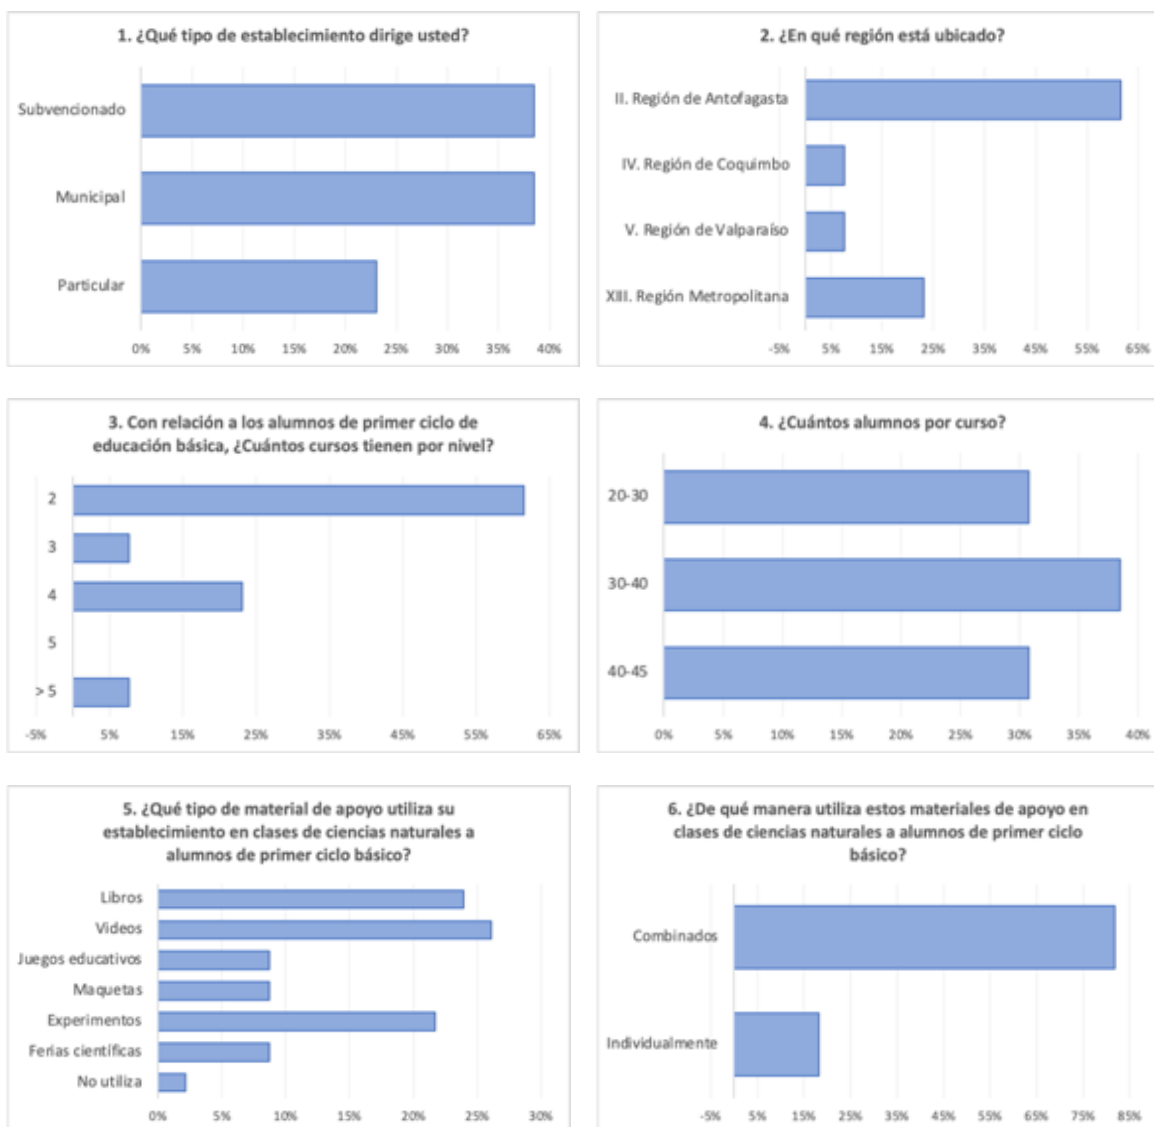 1. ¿Qué tipo de establecimiento dirige usted?
Subvencionado
Municipal
Particular
0% 5% 10% 15% 20% 25% 30% 35% 40%
2. ¿En qué región está ubicado?
II. Región de Antofagasta
IV. Región de Coquimbo
V. Región de Valparaíso
XIII. Región Metropolitana
-5% 5% 15% 25% 35% 45% 55% 65%
3. Con relación a los alumnos de primer ciclo de
educación básica, ¿Cuántos cursos tienen por nivel?
2
3
4
5
> 5
-5% 5% 15% 25% 35% 45% 55% 65%
4. ¿Cuántos alumnos por curso?
20-30
30-40
40-45
0% 5% 10% 15% 20% 25% 30% 35% 40%
5. ¿Qué tipo de material de apoyo utiliza su
establecimiento en clases de ciencias naturales a
alumnos de primer ciclo básico?
Libros
Videos
Juegos educativos
Maquetas
Experimentos
Ferias científicas
No utiliza
0% 5% 10% 15% 20% 25% 30%
6. ¿De qué manera utiliza estos materiales de apoyo en
clases de ciencias naturales a alumnos de primer ciclo
básico?
Combinados
Individualmente
-5% 5% 15% 25% 35% 45% 55% 65% 75% 85%